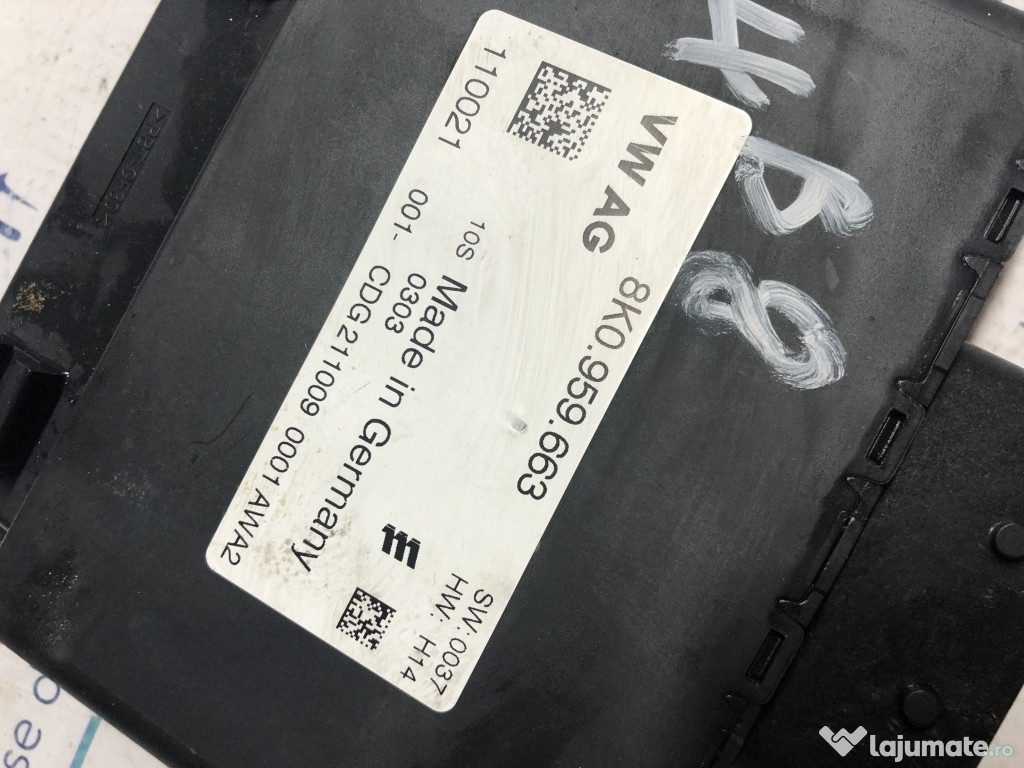 VW AG 8K0.959.663
SW:0037
HW: H14
10S Made in Germany
110021
001- 0303
CDG211009 0001 AWA2
8
lajumate.ro